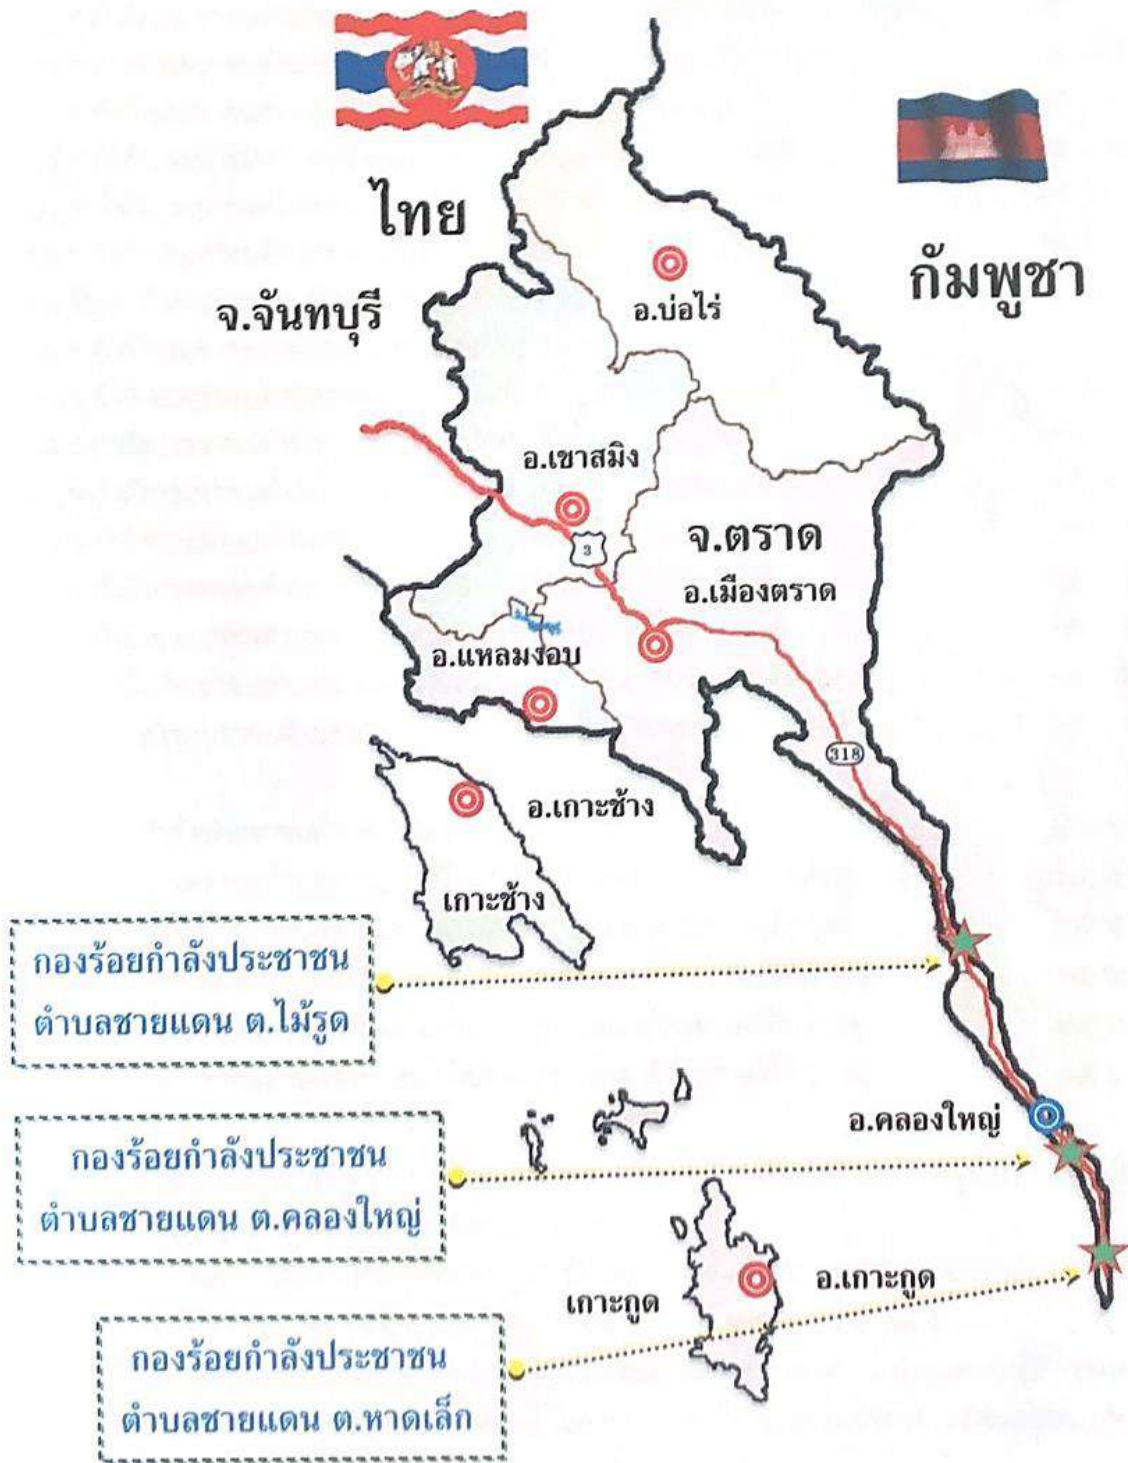 ไทย
กัมพูชา
จ.จันทบุรี
อ.บ่อไร่
อ.เขาสมิง
3
จ.ตราด
อ.เมืองตราด
อ.แหลมงอบ
318
อ.เกาะช้าง
เกาะช้าง
กองร้อยกำลังประชาชน
ตำบลชายแดน ต.ไม้รูด
อ.คลองใหญ่
กองร้อยกำลังประชาชน
ตำบลชายแดน ต.คลองใหญ่
อ.เกาะกูด
เกาะกูด
กองร้อยกำลังประชาชน
ตำบลชายแดน ต.หาดเล็ก